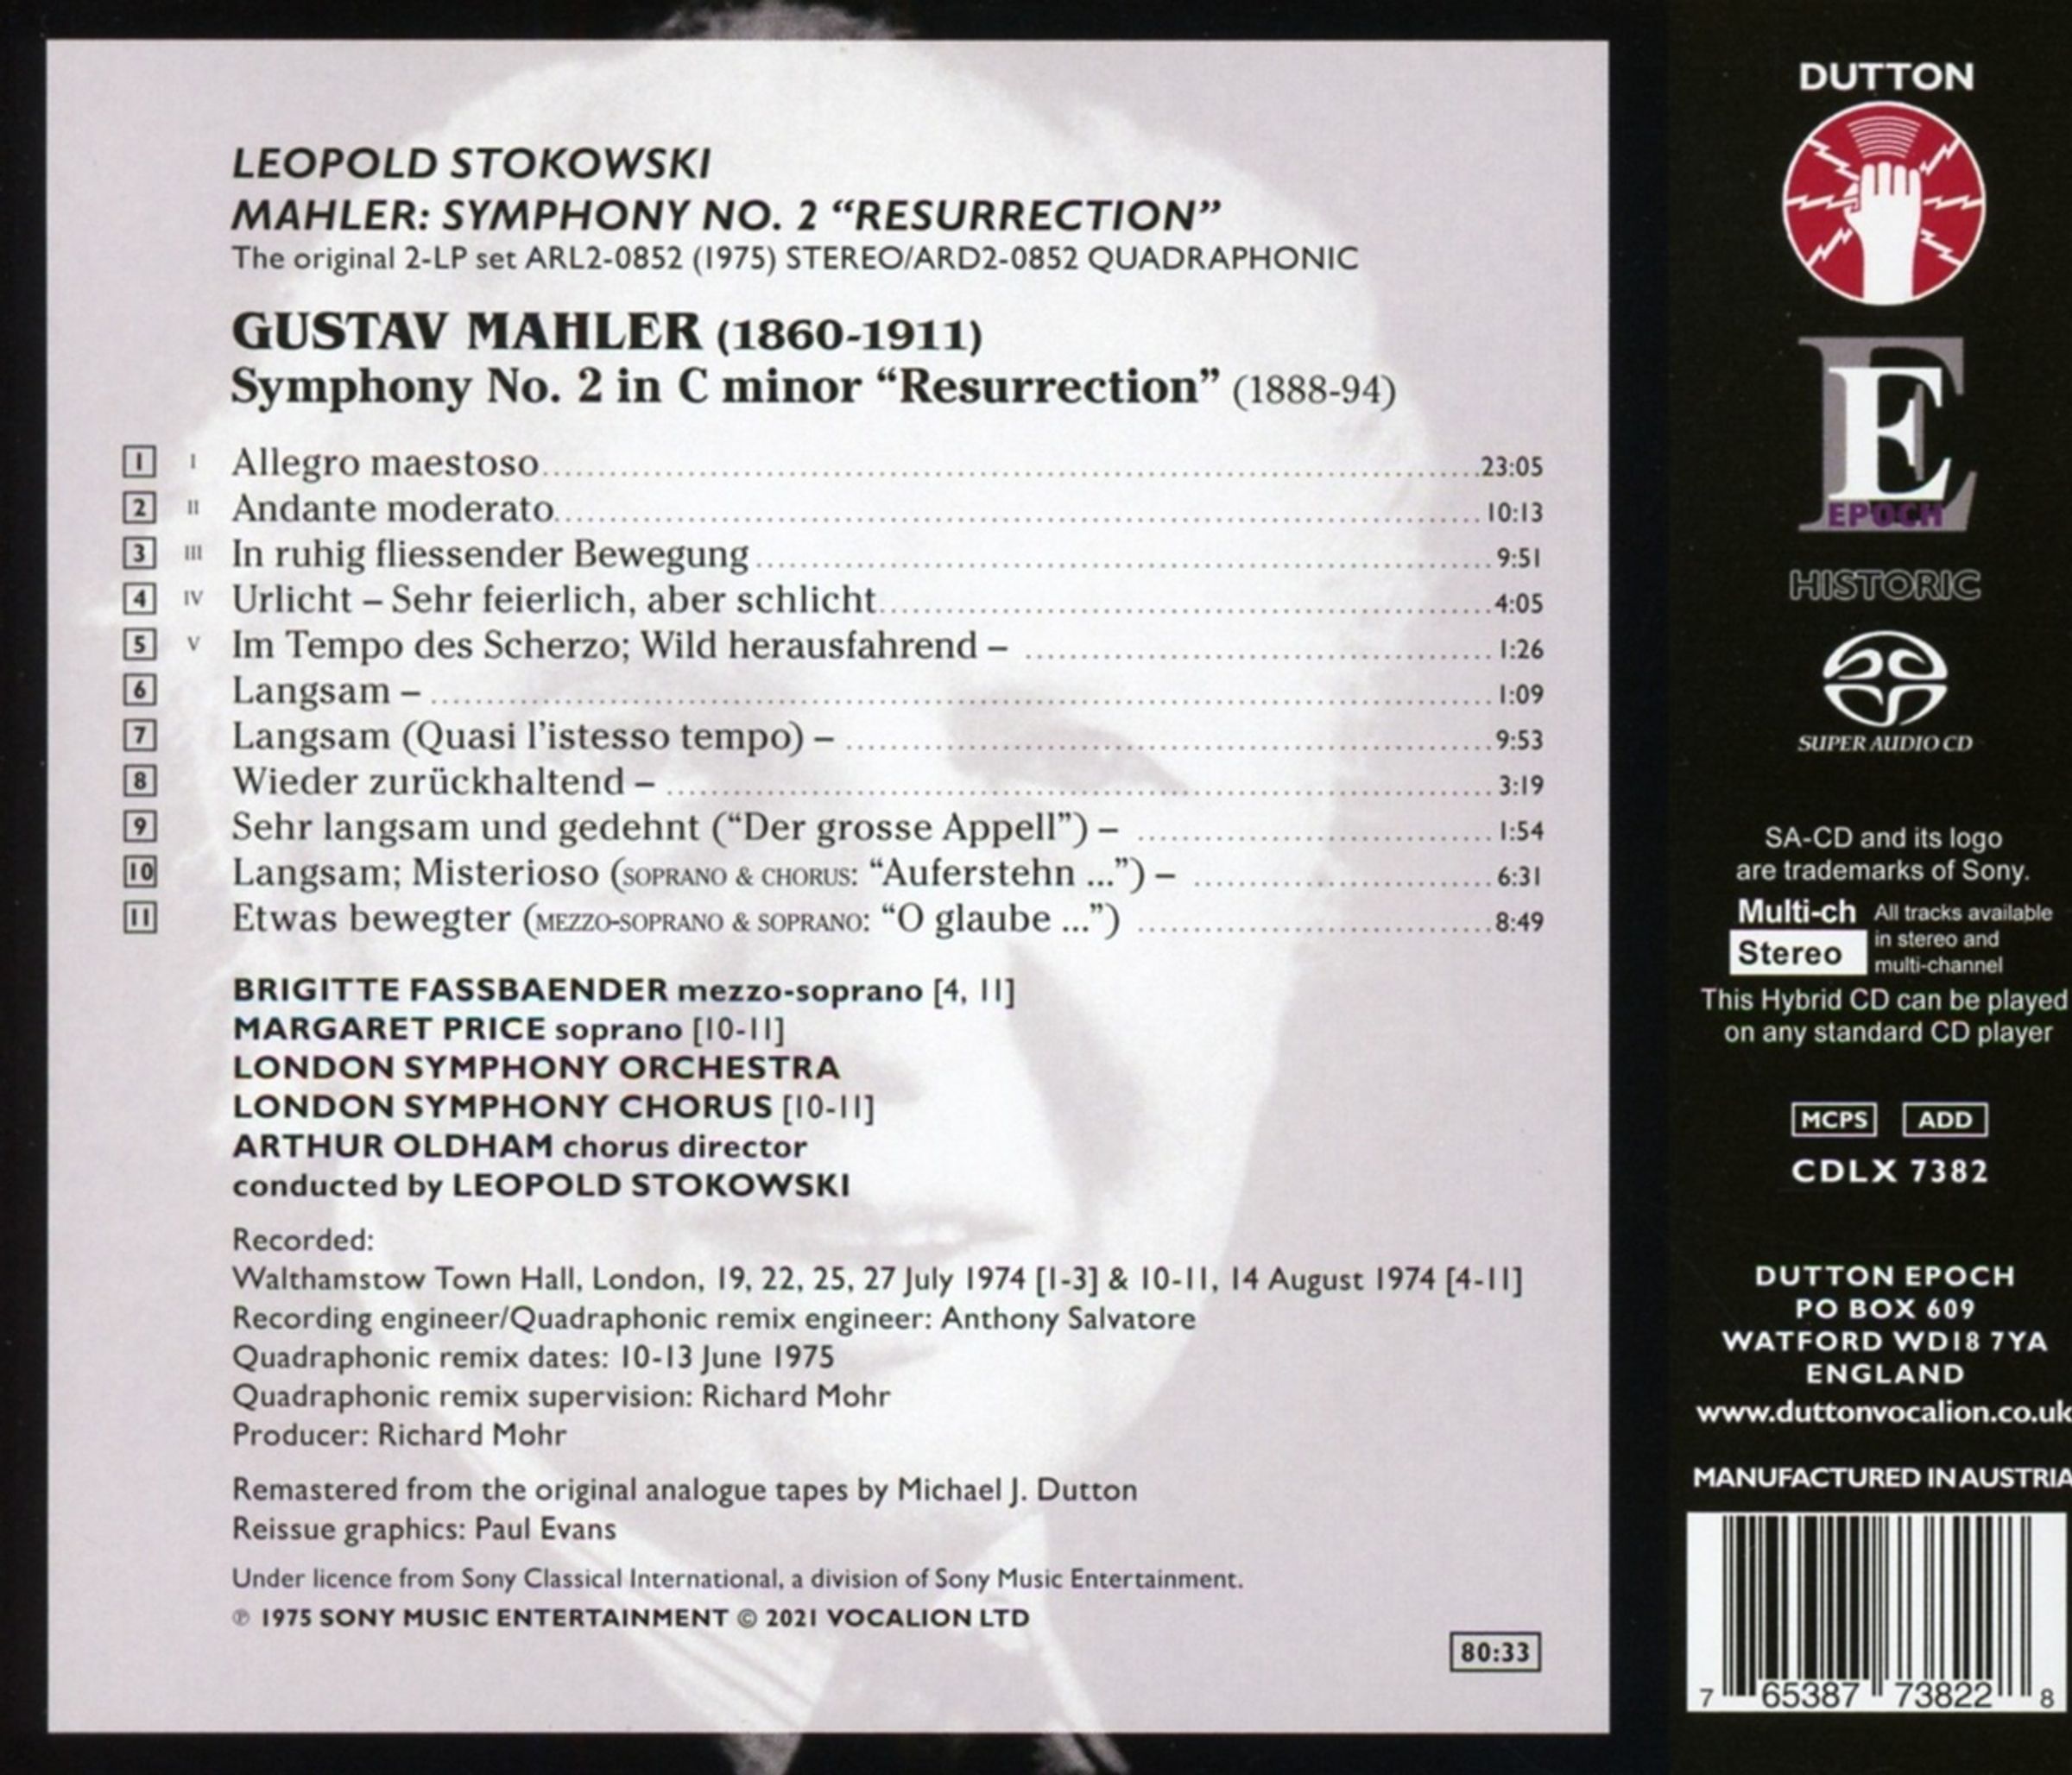 LEOPOLD STOKOWSKI
MAHLER: SYMPHONY NO. 2 “RESURRECTION”
The original 2-LP set ARL2-0852 (1975) STEREO/ARD2-0852 QUADRAPHONIC
GUSTAV MAHLER (1860-1911)
Symphony No. 2 in C minor “Resurrection” (1888-94)
1 I Allegro maestoso 23:05
2 II Andante moderato 10:13
3 III In ruhig fliessender Bewegung 9:51
4 IV Urlicht – Sehr feierlich, aber schlicht 4:05
5 V Im Tempo des Scherzo; Wild herausfahrend – 1:26
6 Langsam – 1:09
7 Langsam (Quasi l'istesso tempo) – 9:53
8 Wieder zurückhaltend – 3:19
9 Sehr langsam und gedehnt (“Der grosse Appell”) – 1:54
10 Langsam; Misterioso (SOPRANO & CHORUS: “Auferstehn ...”) – 6:31
11 Etwas bewegter (MEZZO-SOPRANO & SOPRANO: “O glaube ...”) 8:49
BRIGITTE FASSBAENDER mezzo-soprano [4, 11]
MARGARET PRICE soprano [10-11]
LONDON SYMPHONY ORCHESTRA
LONDON SYMPHONY CHORUS [10-11]
ARTHUR OLDHAM chorus director
conducted by LEOPOLD STOKOWSKI
Recorded:
Walthamstow Town Hall, London, 19, 22, 25, 27 July 1974 [1-3] & 10-11, 14 August 1974 [4-11]
Recording engineer/Quadraphonic remix engineer: Anthony Salvatore
Quadraphonic remix dates: 10-13 June 1975
Quadraphonic remix supervision: Richard Mohr
Producer: Richard Mohr
Remastered from the original analogue tapes by Michael J. Dutton
Reissue graphics: Paul Evans
Under licence from Sony Classical International, a division of Sony Music Entertainment.
℗ 1975 SONY MUSIC ENTERTAINMENT © 2021 VOCALION LTD
80:33
DUTTON
E
EPOCH
HISTORIC
SUPER AUDIO CD
SA-CD and its logo
are trademarks of Sony.
Multi-ch
Stereo
All tracks available
in stereo and
multi-channel
This Hybrid CD can be played
on any standard CD player
MCPS ADD
CDLX 7382
DUTTON EPOCH
PO BOX 609
WATFORD WD18 7YA
ENGLAND
www.duttonvocalion.co.uk
MANUFACTURED IN AUSTRIA
7 65387 73822 8